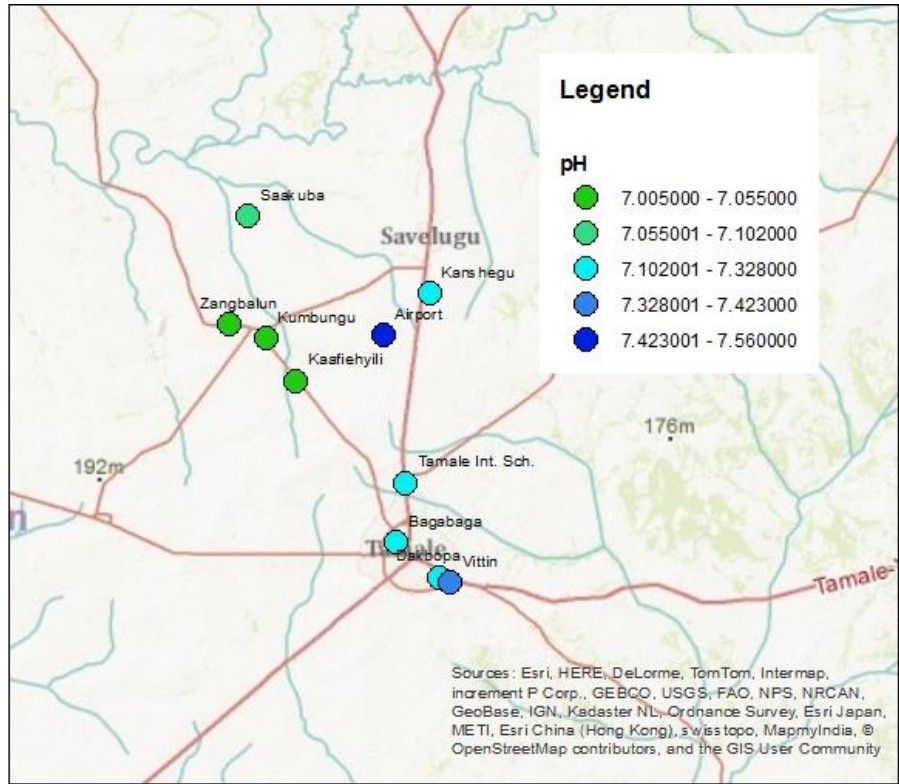 Legend
pH
7.005000 - 7.055000
7.055001 - 7.102000
7.102001 - 7.328000
7.328001 - 7.423000
7.423001 - 7.560000
Saakuba
Savelugu
Kanshegu
Zangbalun
Kumbungu
Airport
Kaafiehyili
176m
192m
Tamale Int. Sch.
n
Bagabaga
Tamale
Dakbopa
Vittin
Tamale-
Sources: Esri, HERE, DeLorme, TomTom, Intermap,
increment P Corp., GEBCO, USGS, FAO, NPS, NRCAN,
GeoBase, IGN, Kadaster NL, Ordnance Survey, Esri Japan,
METI, Esri China (Hong Kong), swisstopo, MapmyIndia, ©
OpenStreetMap contributors, and the GIS User Community